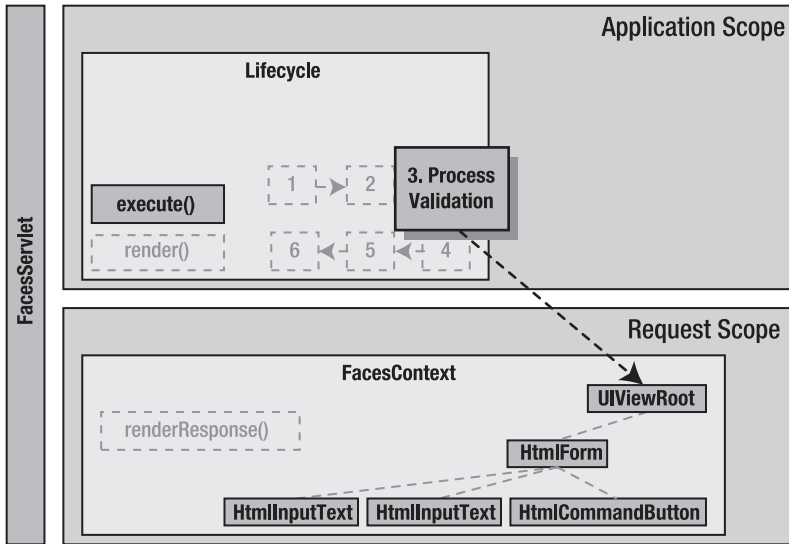 FacesServlet
Application Scope
Lifecycle
execute()
render()
1
2
3. Process
Validation
6
5
4
Request Scope
FacesContext
renderResponse()
UIViewRoot
HtmlForm
HtmlInputText
HtmlInputText
HtmlCommandButton